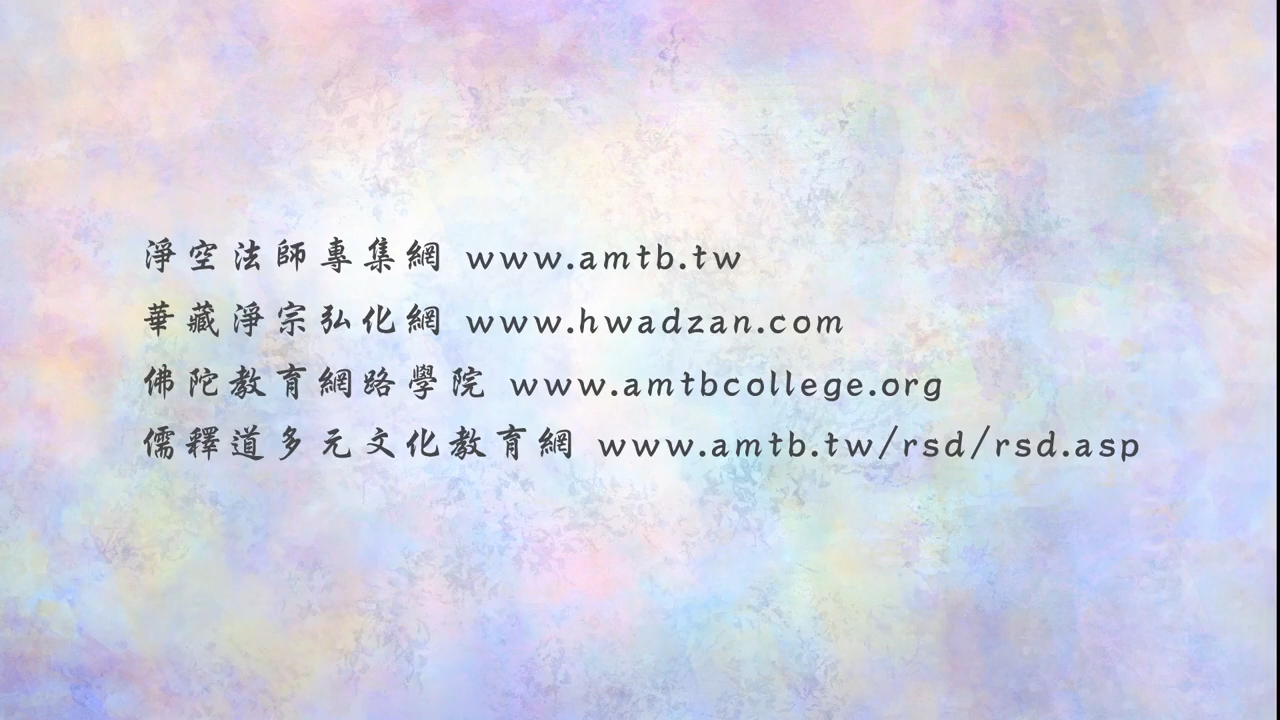 淨空法師專集網 www.amtb.tw
華藏淨宗弘化網 www.hwadzan.com
佛陀教育網路學院 www.amtbcollege.org
儒釋道多元文化教育網 www.amtb.tw/rsd/rsd.asp